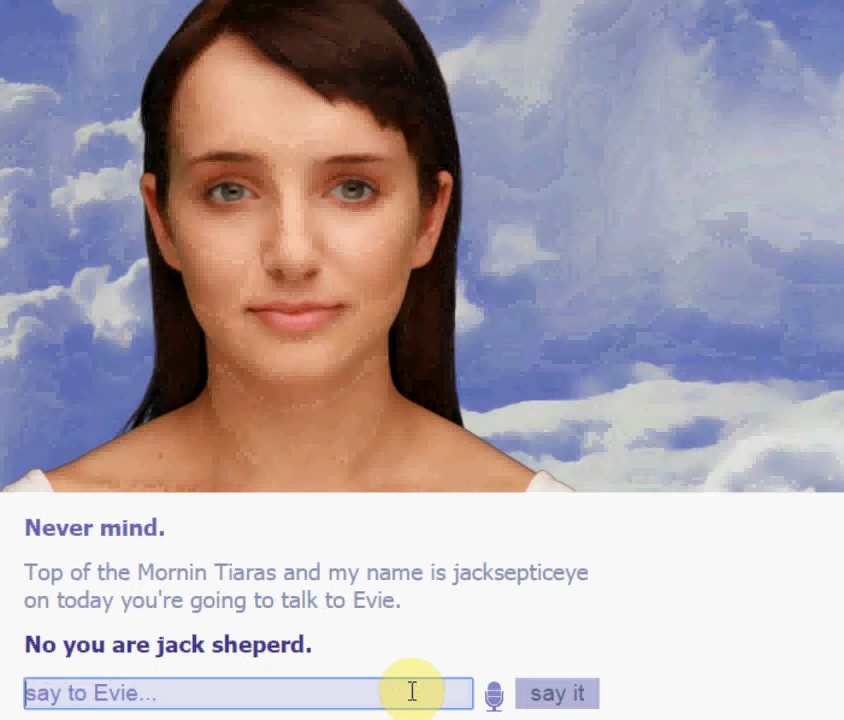 Never mind.
Top of the Mornin Tiaras and my name is jacksepticeye
on today you're going to talk to Evie.
No you are jack sheperd.
say to Evie...
say it